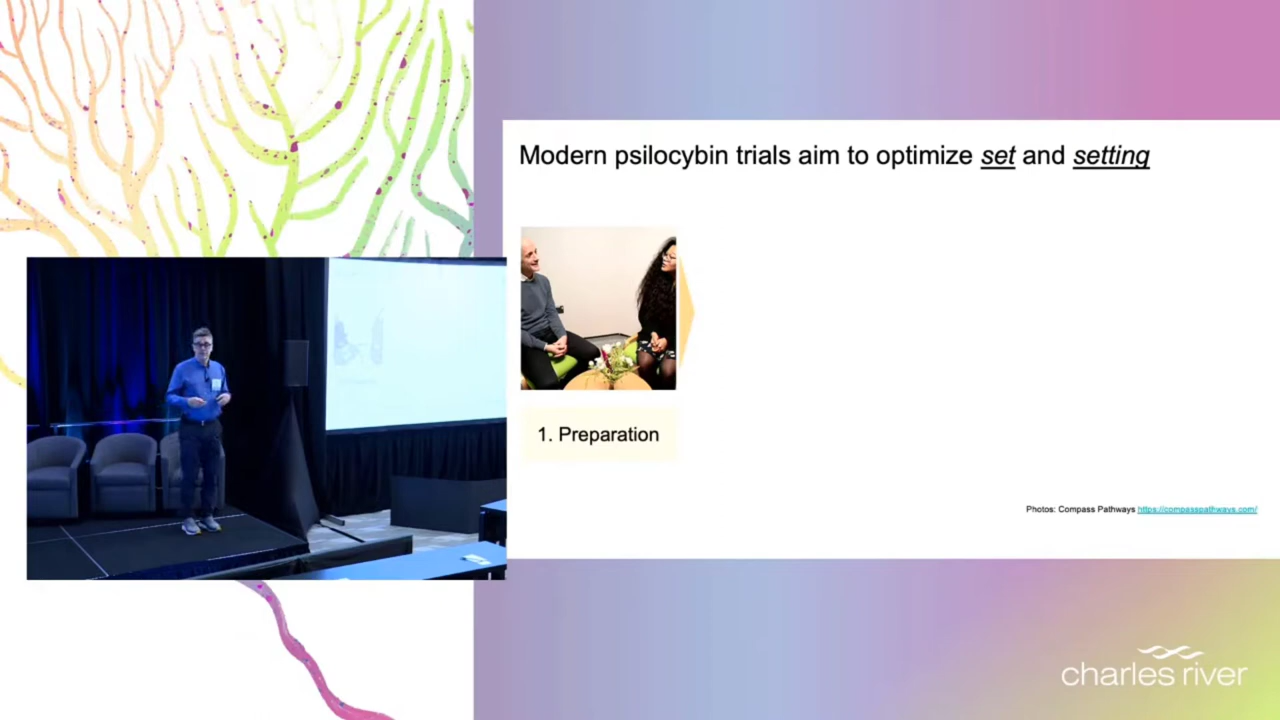 Modern psilocybin trials aim to optimize set and setting
1. Preparation
Photos: Compass Pathways https://compasspathways.com/
charles river